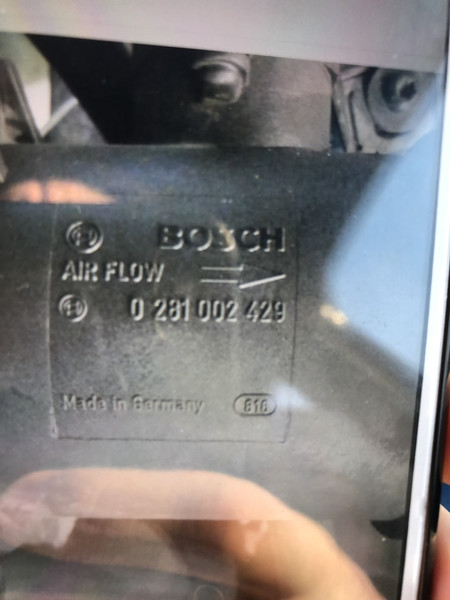 BOSCH
AIR FLOW
0 281 002 429
Made in Germany 816